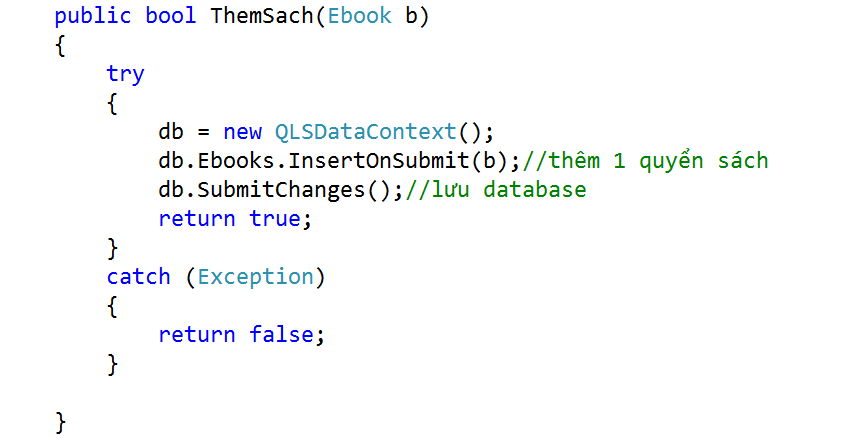 public bool ThemSach(Ebook b)
{
try
{
db = new QLSDataContext();
db.Ebooks.InsertOnSubmit(b);//thêm 1 quyển sách
db.SubmitChanges();//lưu database
return true;
}
catch (Exception)
{
return false;
}
}